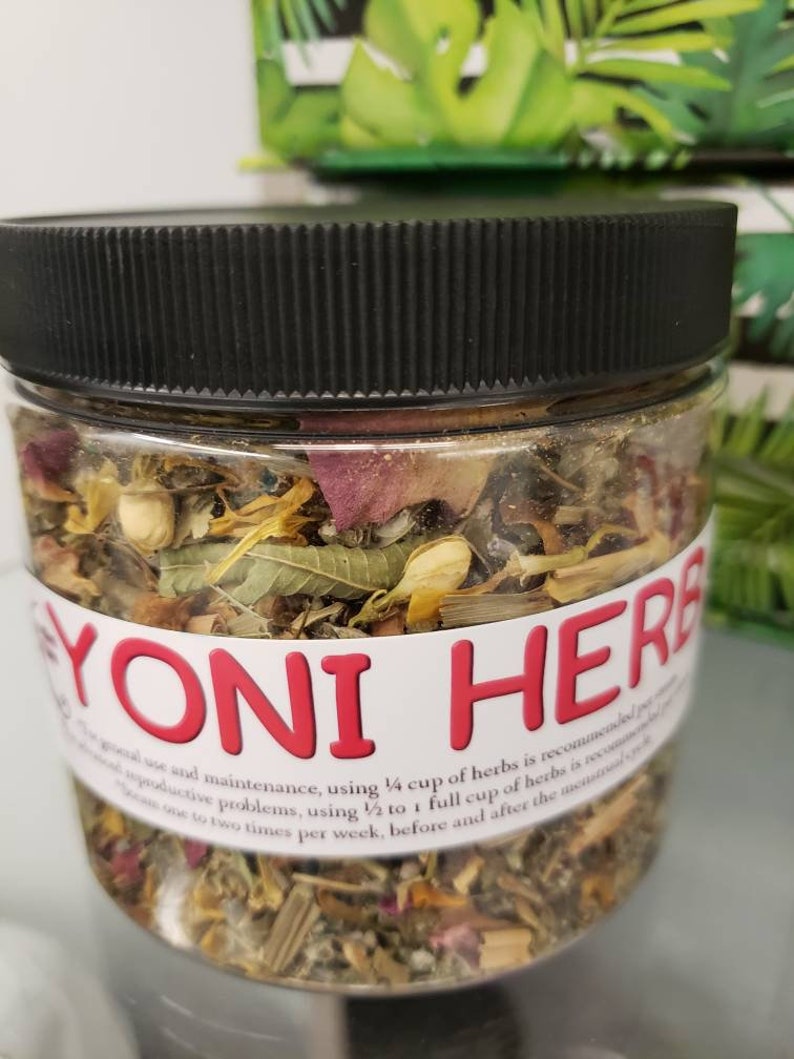 YONI HERB
*For general use and maintenance, using ¼ cup of herbs is recommended per
reproductive problems, using ½ to 1 full cup of herbs is recommended per
*Steam one to two times per week, before and after the menstrual cycle.